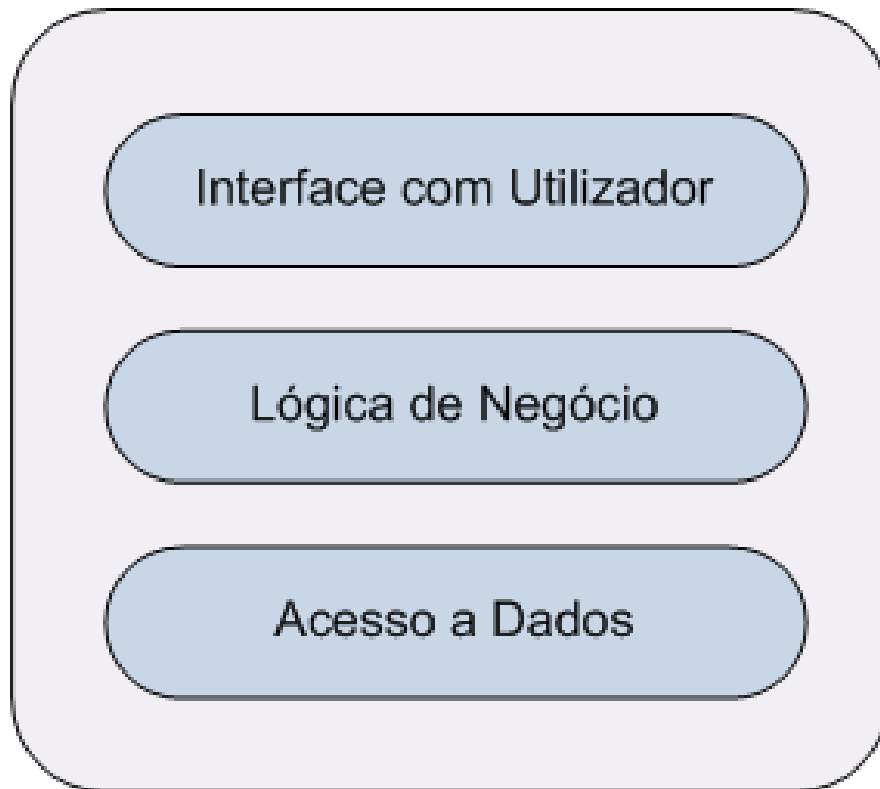 Interface com Utilizador
Lógica de Negócio
Acesso a Dados